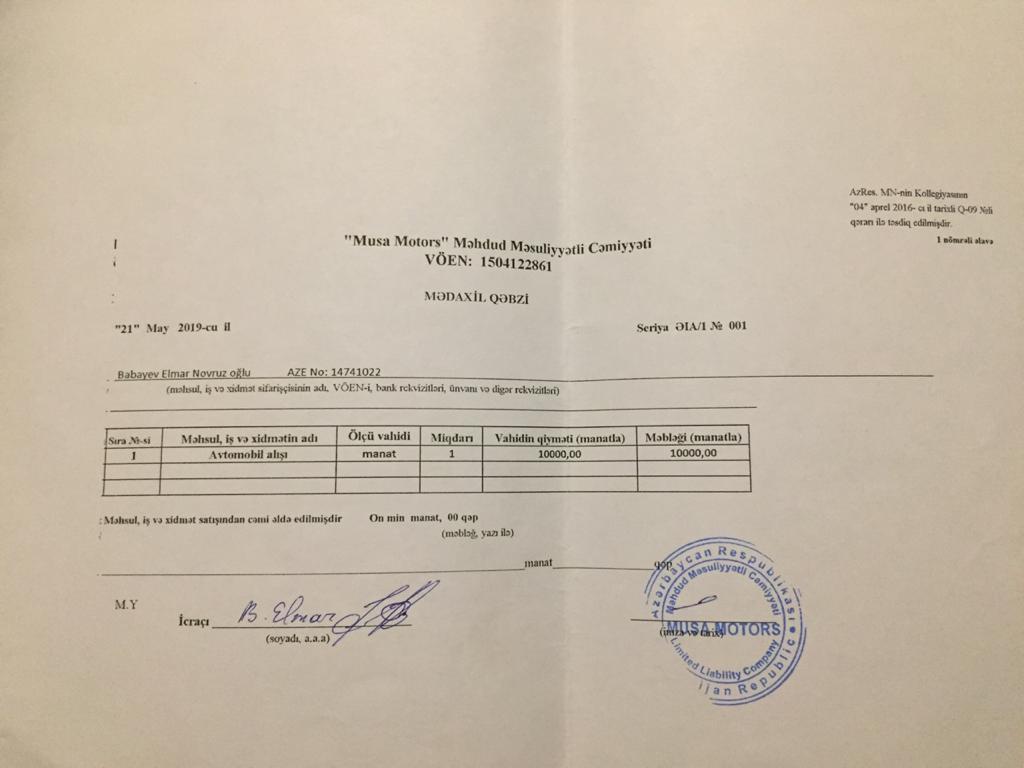 AzRes. MN-nin Kollegiyasının
"04" aprel 2016- cı il tarixli Q-09 №li
qərarı ilə təsdiq edilmişdir.
1 nömrəli əlavə
"Musa Motors" Məhdud Məsuliyyətli Cəmiyyəti
VÖEN: 1504122861
MƏDAXİL QƏBZİ
"21" May 2019-cu il
Seriya ƏIA/1 № 001
Babayev Elmar Novruz oğlu AZE No: 14741022
(məhsul, iş və xidmət sifarişçisinin adı, VÖEN-i, bank rekvizitləri, ünvanı və digər rekvizitləri)
Sıra №-si Məhsul, iş və xidmətin adı Ölçü vahidi Miqdarı Vahidin qiyməti (manatla) Məbləği (manatla)
1 Avtomobil alışı manat 1 10000,00 10000,00
Məhsul, iş və xidmət satışından cəmi əldə edilmişdir On min manat, 00 qəp
(məbləğ, yazı ilə)
manat qəp
M.Y
İcraçı B. Elmar
(soyadı, a.a.a)
(imza və tarix)
Azərbaycan Respublikası
Məhdud Məsuliyyətli Cəmiyyəti
MUSA MOTORS
Limited Liability Company
ijan Republic